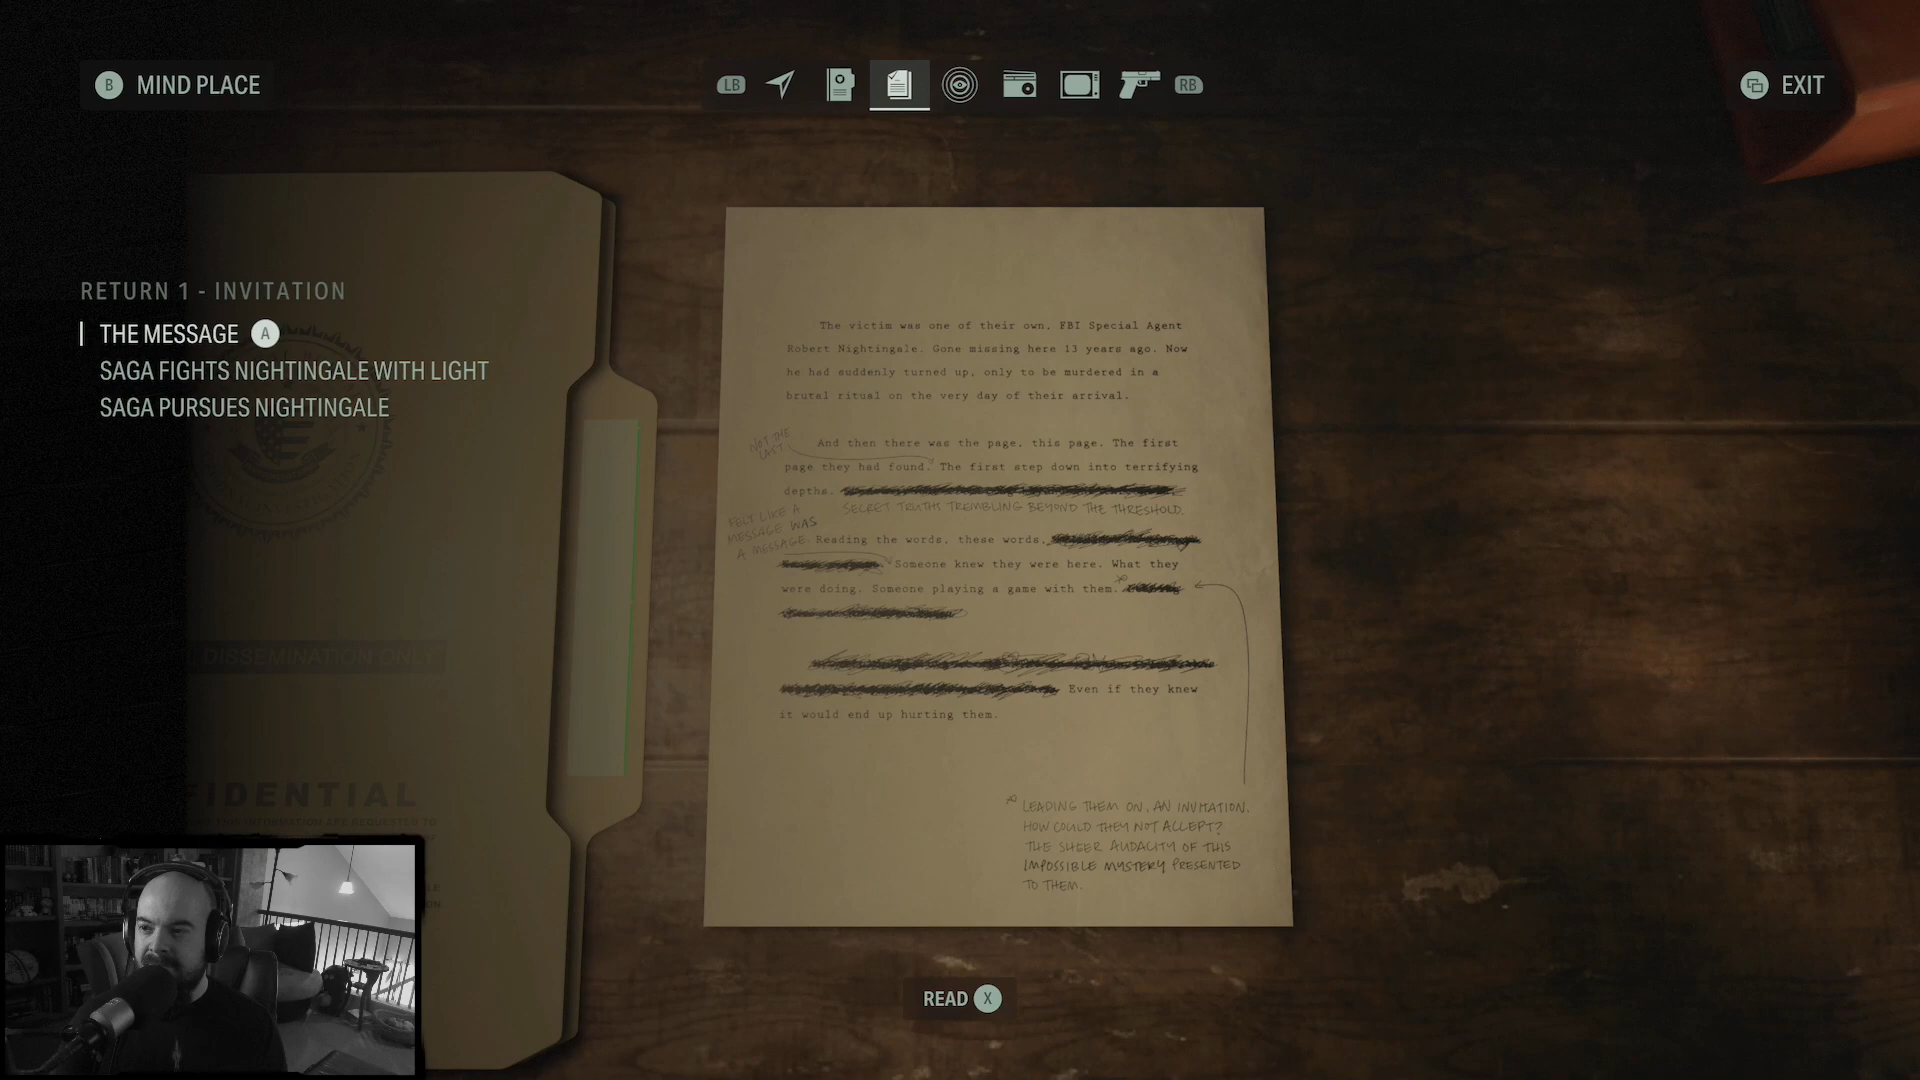 B MIND PLACE
LB
RB
EXIT
RETURN 1 - INVITATION
THE MESSAGE A
SAGA FIGHTS NIGHTINGALE WITH LIGHT
SAGA PURSUES NIGHTINGALE
DISSEMINATION ONLY
FIDENTIAL
INFORMATION ARE REQUESTED TO
The victim was one of their own, FBI Special Agent
Robert Nightingale. Gone missing here 13 years ago. Now
he had suddenly turned up, only to be murdered in a
brutal ritual on the very day of their arrival.
NOT THE
LAST.
And then there was the page, this page. The first
page they had found. The first step down into terrifying
depths.
SECRET TRUTHS TREMBLING BEYOND THE THRESHOLD.
FELT LIKE A
MESSAGE WAS
A MESSAGE.
Reading the words, these words,
Someone knew they were here. What they
were doing. Someone playing a game with them.
Even if they knew
it would end up hurting them.
LEADING THEM ON. AN INVITATION.
HOW COULD THEY NOT ACCEPT?
THE SHEER AUDACITY OF THIS
IMPOSSIBLE MYSTERY PRESENTED
TO THEM.
READ X